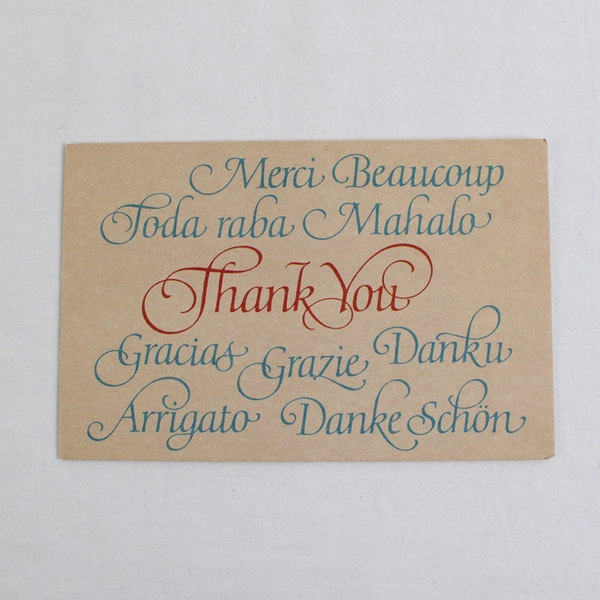 Merci Beaucoup
Toda raba Mahalo
Thank You
Gracias Grazie Danku
Arrigato Danke Schön